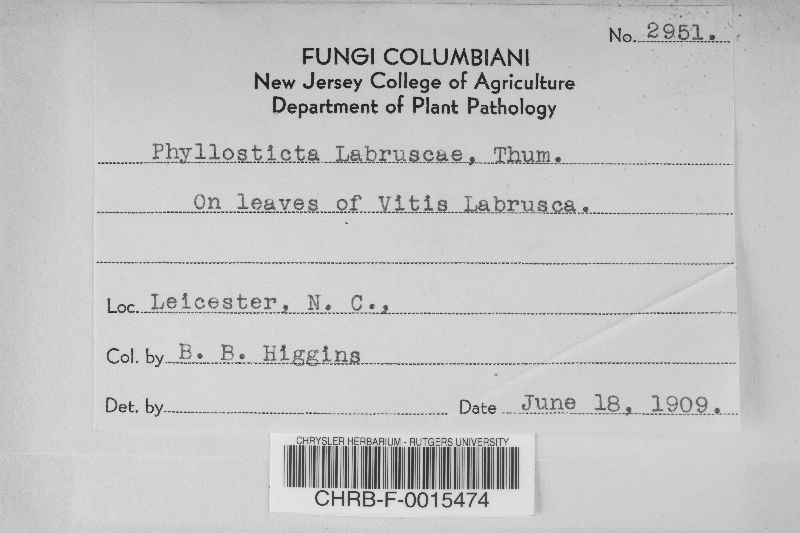 No. 2951.
FUNGI COLUMBIANI
New Jersey College of Agriculture
Department of Plant Pathology
Phyllosticta Labruscae, Thum.
On leaves of Vitis Labrusca.
Loc. Leicester, N. C.,
Col. by B. B. Higgins
Det. by Date June 18, 1909.
CHRYSLER HERBARIUM - RUTGERS UNIVERSITY
CHRB-F-0015474